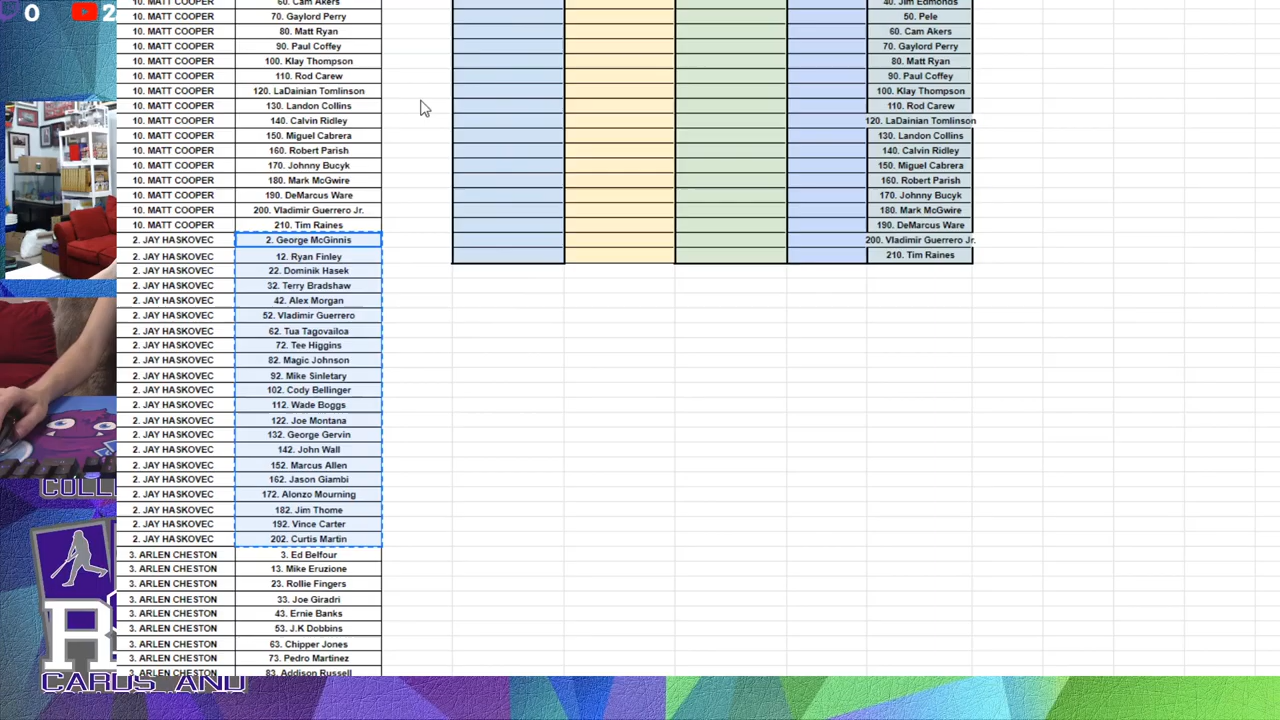 0 2
10. MATT COOPER 60. Cam Akers
10. MATT COOPER 70. Gaylord Perry
10. MATT COOPER 80. Matt Ryan
10. MATT COOPER 90. Paul Coffey
10. MATT COOPER 100. Klay Thompson
10. MATT COOPER 110. Rod Carew
10. MATT COOPER 120. LaDainian Tomlinson
10. MATT COOPER 130. Landon Collins
10. MATT COOPER 140. Calvin Ridley
10. MATT COOPER 150. Miguel Cabrera
10. MATT COOPER 160. Robert Parish
10. MATT COOPER 170. Johnny Bucyk
10. MATT COOPER 180. Mark McGwire
10. MATT COOPER 190. DeMarcus Ware
10. MATT COOPER 200. Vladimir Guerrero Jr.
10. MATT COOPER 210. Tim Raines
2. JAY HASKOVEC 2. George McGinnis
2. JAY HASKOVEC 12. Ryan Finley
2. JAY HASKOVEC 22. Dominik Hasek
2. JAY HASKOVEC 32. Terry Bradshaw
2. JAY HASKOVEC 42. Alex Morgan
2. JAY HASKOVEC 52. Vladimir Guerrero
2. JAY HASKOVEC 62. Tua Tagovailoa
2. JAY HASKOVEC 72. Tee Higgins
2. JAY HASKOVEC 82. Magic Johnson
2. JAY HASKOVEC 92. Mike Sinletary
2. JAY HASKOVEC 102. Cody Bellinger
2. JAY HASKOVEC 112. Wade Boggs
2. JAY HASKOVEC 122. Joe Montana
2. JAY HASKOVEC 132. George Gervin
2. JAY HASKOVEC 142. John Wall
2. JAY HASKOVEC 152. Marcus Allen
2. JAY HASKOVEC 162. Jason Giambi
2. JAY HASKOVEC 172. Alonzo Mourning
2. JAY HASKOVEC 182. Jim Thome
2. JAY HASKOVEC 192. Vince Carter
2. JAY HASKOVEC 202. Curtis Martin
3. ARLEN CHESTON 3. Ed Belfour
3. ARLEN CHESTON 13. Mike Eruzione
3. ARLEN CHESTON 23. Rollie Fingers
3. ARLEN CHESTON 33. Joe Giradri
3. ARLEN CHESTON 43. Ernie Banks
3. ARLEN CHESTON 53. J.K Dobbins
3. ARLEN CHESTON 63. Chipper Jones
3. ARLEN CHESTON 73. Pedro Martinez
3. ARLEN CHESTON 83. Addison Russell
40. Jim Edmonds
50. Pele
60. Cam Akers
70. Gaylord Perry
80. Matt Ryan
90. Paul Coffey
100. Klay Thompson
110. Rod Carew
120. LaDainian Tomlinson
130. Landon Collins
140. Calvin Ridley
150. Miguel Cabrera
160. Robert Parish
170. Johnny Bucyk
180. Mark McGwire
190. DeMarcus Ware
200. Vladimir Guerrero Jr.
210. Tim Raines
COLL
R
CARDS AND